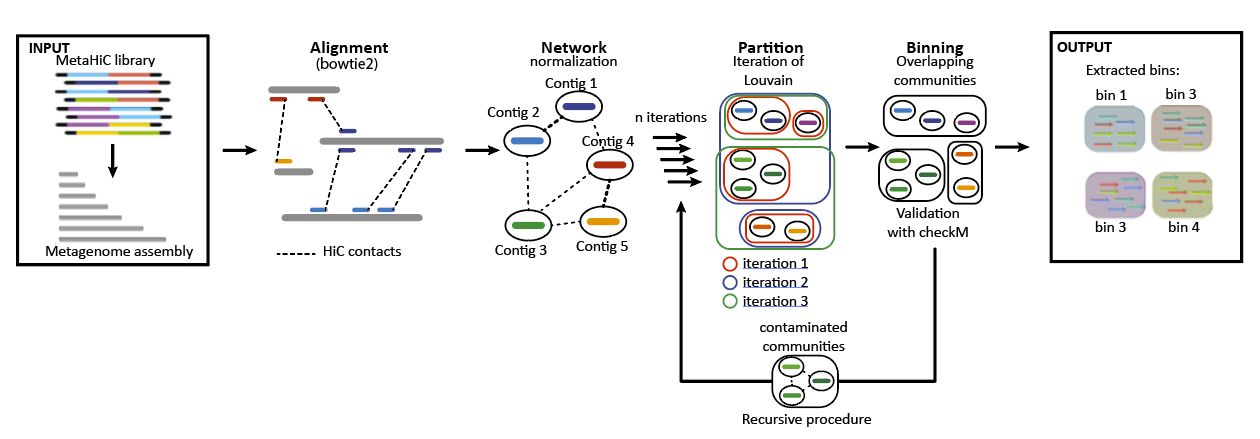 INPUT
MetaHiC library
Metagenome assembly
Alignment
(bowtie2)
HiC contacts
Network
normalization
Contig 1
Contig 2
Contig 4
Contig 3
Contig 5
n iterations
Partition
Iteration of
Louvain
iteration 1
iteration 2
iteration 3
Binning
Overlapping
communities
Validation
with checkM
contaminated
communities
Recursive procedure
OUTPUT
Extracted bins:
bin 1
bin 3
bin 3
bin 4